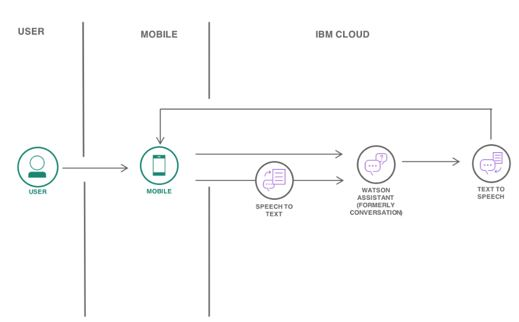 USER
MOBILE
IBM CLOUD
USER
MOBILE
SPEECH TO
TEXT
WATSON
ASSISTANT
(FORMERLY
CONVERSATION)
TEXT TO
SPEECH